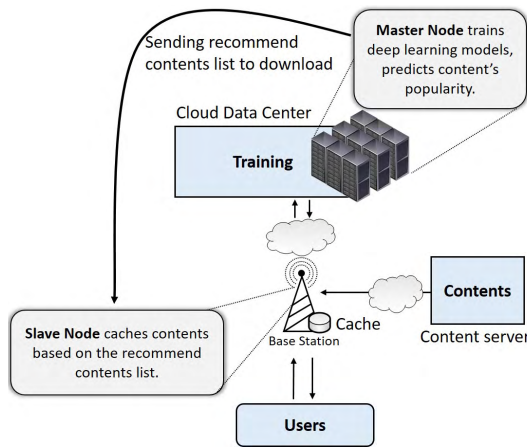 Sending recommend
contents list to download
Master Node trains
deep learning models,
predicts content's
popularity.
Cloud Data Center
Training
Contents
Content server
Cache
Base Station
Slave Node caches contents
based on the recommend
contents list.
Users